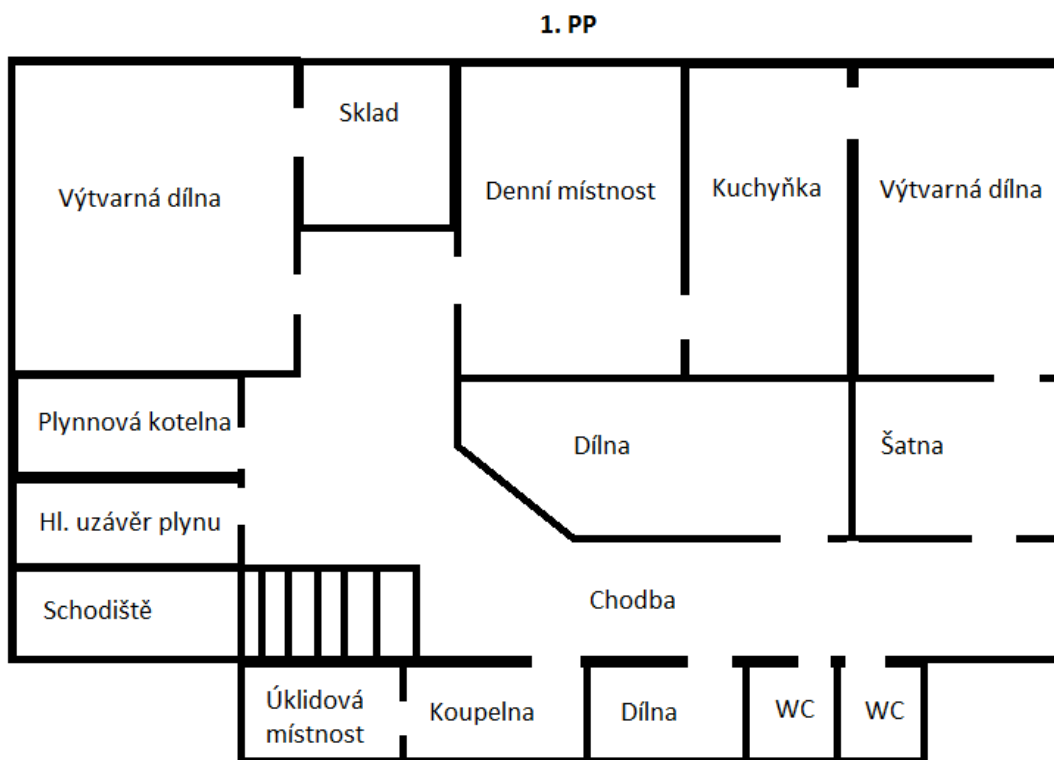 1. PP
Sklad
Výtvarná dílna
Denní místnost
Kuchyňka
Výtvarná dílna
Plynnová kotelna
Dílna
Šatna
Hl. uzávěr plynu
Schodiště
Chodba
Úklidová
místnost
Koupelna
Dílna
WC
WC